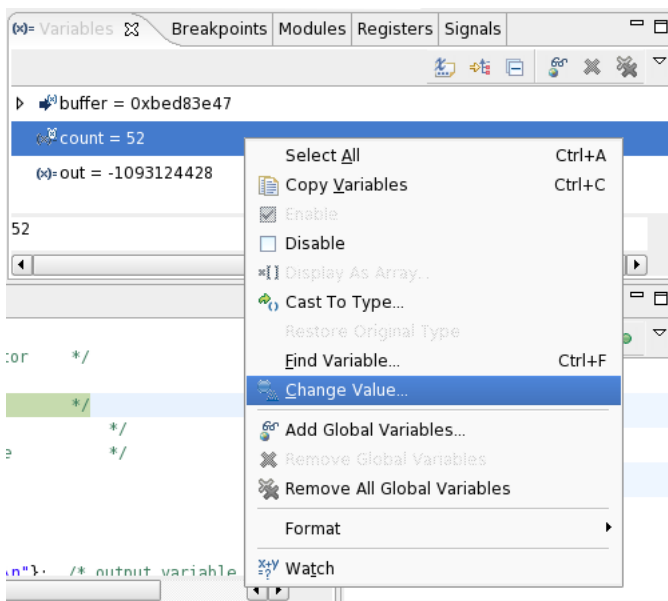 (x)= Variables Breakpoints Modules Registers Signals
buffer = 0xbed83e47
count = 52
(x)= out = -1093124428
52
Select All Ctrl+A
Copy Variables Ctrl+C
Enable
Disable
Display As Array...
Cast To Type...
Restore Original Type
Find Variable... Ctrl+F
Change Value...
Add Global Variables...
Remove Global Variables
Remove All Global Variables
Format
Watch
tor */
*/
*/
e */
\n"}; /* output variable